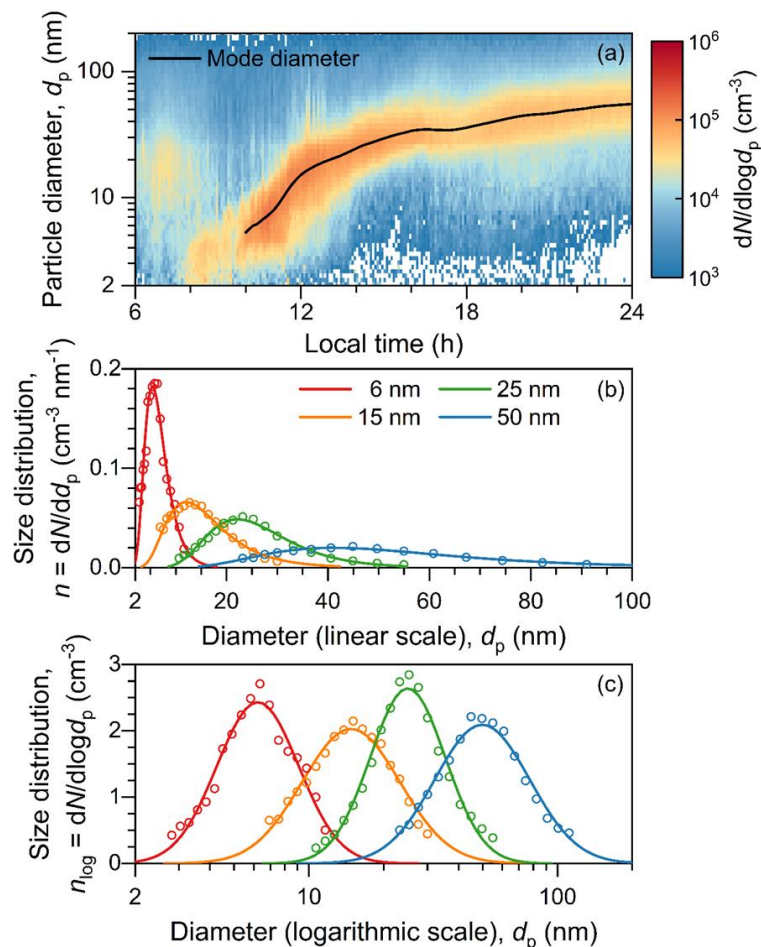 (a)
Mode diameter
Particle diameter, dₚ (nm)
100
10
2
6
12
18
24
Local time (h)
10⁶
10⁵
10⁴
10³
dN/dlogdₚ (cm⁻³)
(b)
6 nm
25 nm
15 nm
50 nm
Size distribution,
n = dN/ddₚ (cm⁻³ nm⁻¹)
0.2
0.1
0.0
2
20
40
60
80
100
Diameter (linear scale), dₚ (nm)
(c)
Size distribution,
n_log = dN/dlogdₚ (cm⁻³)
3
2
1
0
2
10
100
Diameter (logarithmic scale), dₚ (nm)